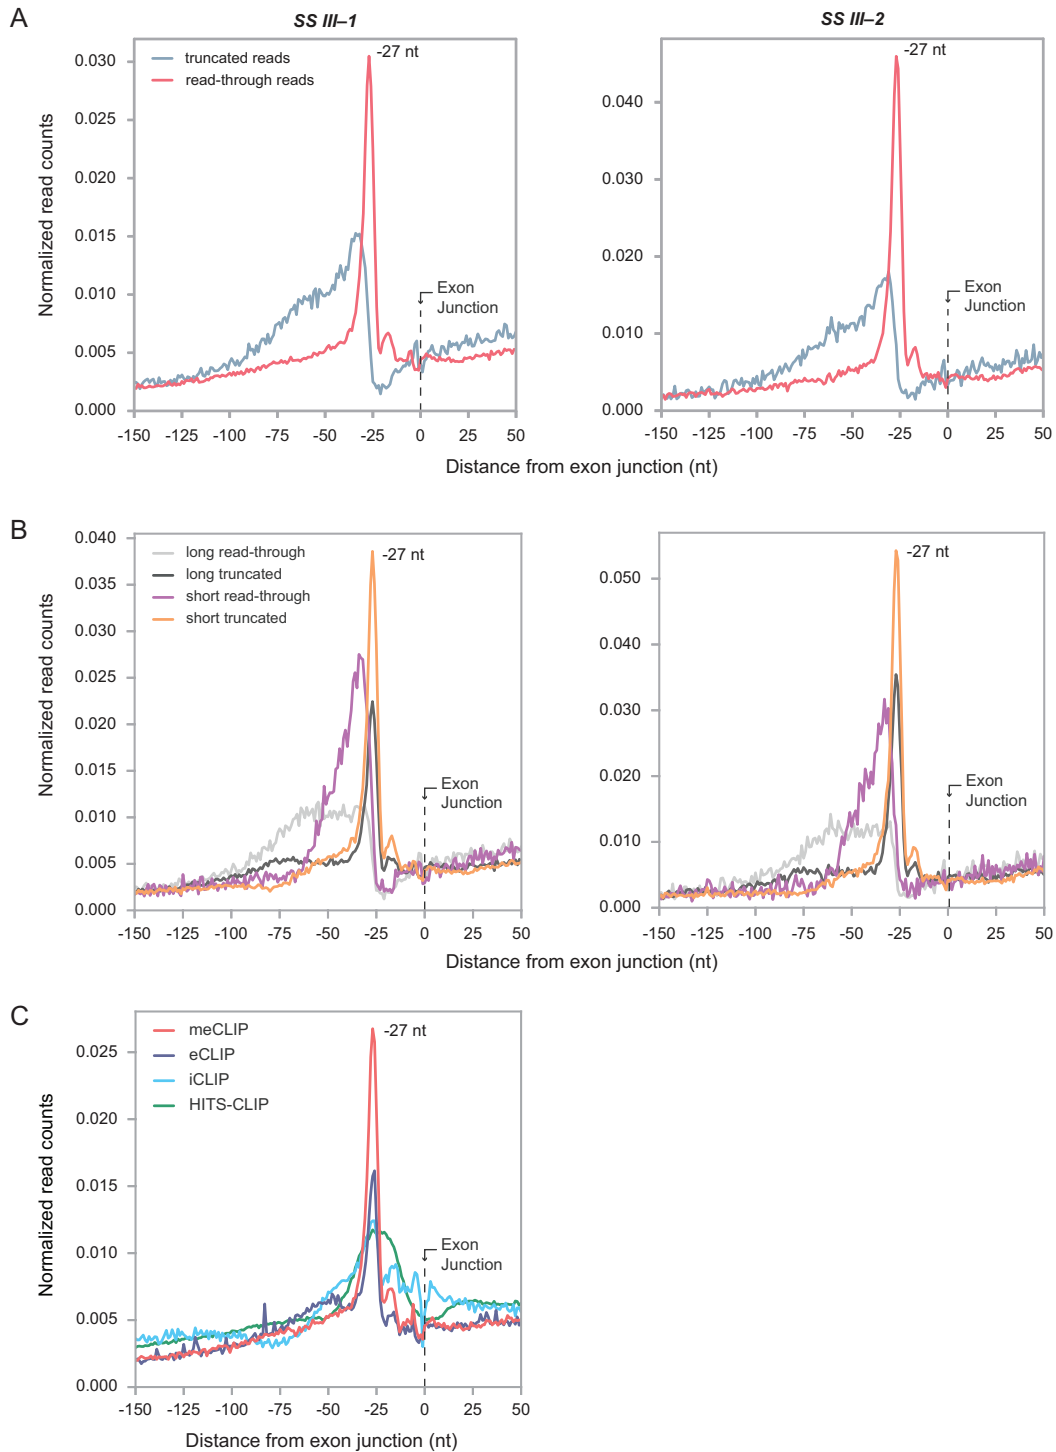 A
SS III–1
SS III–2
0.030
0.025
0.020
0.015
0.010
0.005
0.000
Normalized read counts
truncated reads
read-through reads
-27 nt
Exon
Junction
-150 -125 -100 -75 -50 -25 0 25 50
0.040
0.030
0.020
0.010
0.000
-27 nt
Exon
Junction
-150 -125 -100 -75 -50 -25 0 25 50
Distance from exon junction (nt)
B
0.040
0.035
0.030
0.025
0.020
0.015
0.010
0.005
0.000
Normalized read counts
long read-through
long truncated
short read-through
short truncated
-27 nt
Exon
Junction
-150 -125 -100 -75 -50 -25 0 25 50
0.050
0.040
0.030
0.020
0.010
0.000
-27 nt
Exon
Junction
-150 -125 -100 -75 -50 -25 0 25 50
Distance from exon junction (nt)
C
0.025
0.020
0.015
0.010
0.005
0.000
Normalized read counts
meCLIP
eCLIP
iCLIP
HITS-CLIP
-27 nt
Exon
Junction
-150 -125 -100 -75 -50 -25 0 25 50
Distance from exon junction (nt)